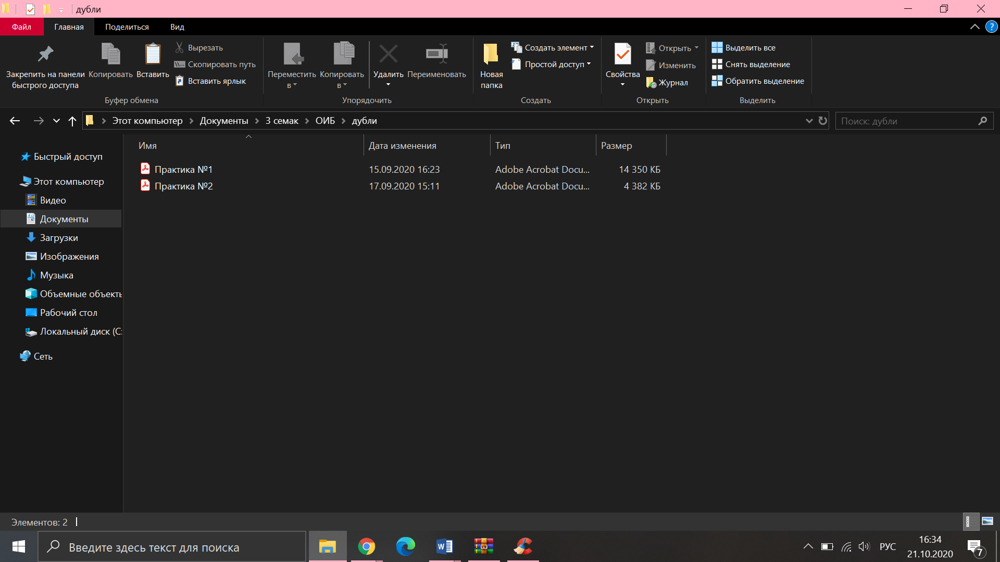 дубли
Файл
Главная
Поделиться
Вид
Закрепить на панели
быстрого доступа
Копировать
Вставить
Вырезать
Скопировать путь
Вставить ярлык
Буфер обмена
Переместить
в
Копировать
в
Удалить
Переименовать
Упорядочить
Новая
папка
Создать элемент
Простой доступ
Создать
Свойства
Открыть
Изменить
Журнал
Открыть
Выделить все
Снять выделение
Обратить выделение
Выделить
Этот компьютер > Документы > 3 семак > ОИБ > дубли
Поиск: дубли
Быстрый доступ
Этот компьютер
Видео
Документы
Загрузки
Изображения
Музыка
Объемные объекть
Рабочий стол
Локальный диск (C:
Сеть
Имя Дата изменения Тип Размер
Практика №1 15.09.2020 16:23 Adobe Acrobat Docu... 14 350 КБ
Практика №2 17.09.2020 15:11 Adobe Acrobat Docu... 4 382 КБ
Элементов: 2
Введите здесь текст для поиска
РУС
16:34
21.10.2020
7